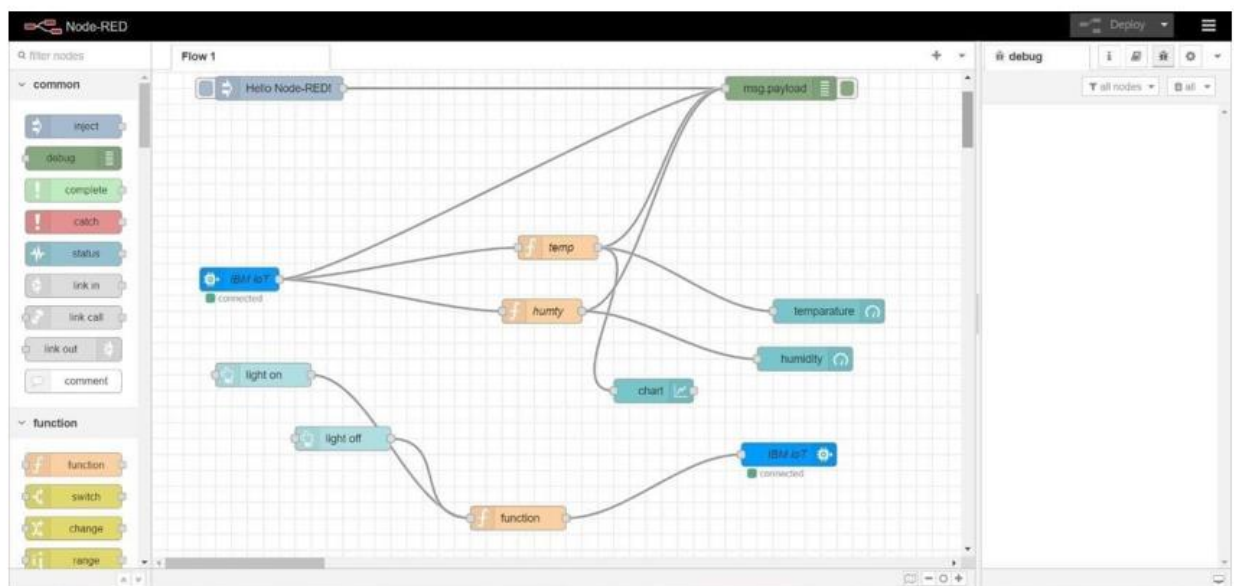 Node-RED
Deploy
filter nodes
Flow 1
debug
i
all nodes
all
common
inject
debug
complete
catch
status
link in
link call
link out
comment
function
function
switch
change
range
Hello Node-RED!
msg.payload
temp
IBM IoT
connected
humty
temparature
humidity
light on
chart
light off
IBM IoT
connected
function